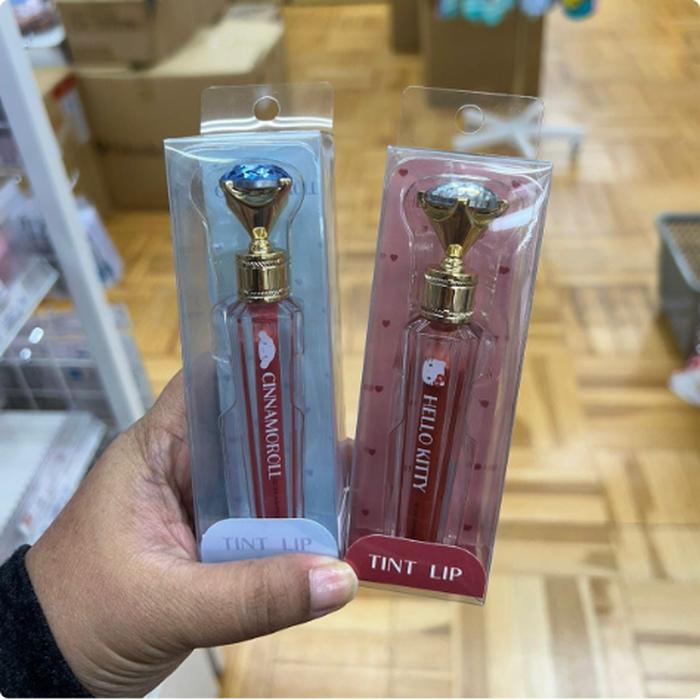 CINNAMOROLL
TINT LIP
HELLO KITTY
TINT LIP